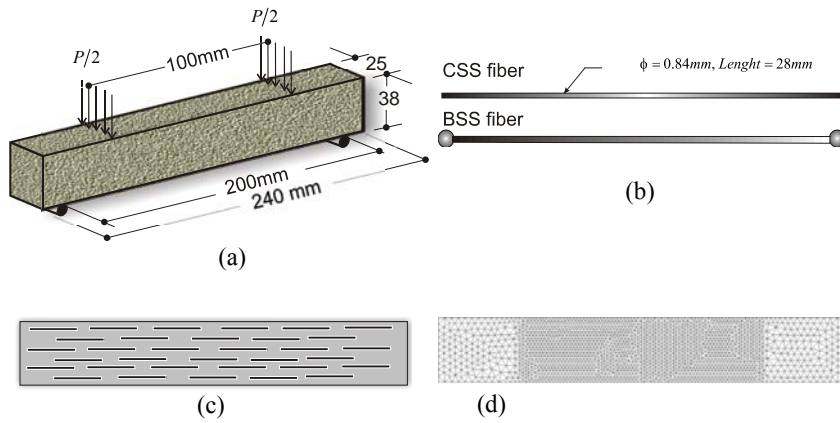 P/2
P/2
100mm
25
38
200mm
240 mm
(a)
CSS fiber
ϕ = 0.84mm, Lenght = 28mm
BSS fiber
(b)
(c)
(d)